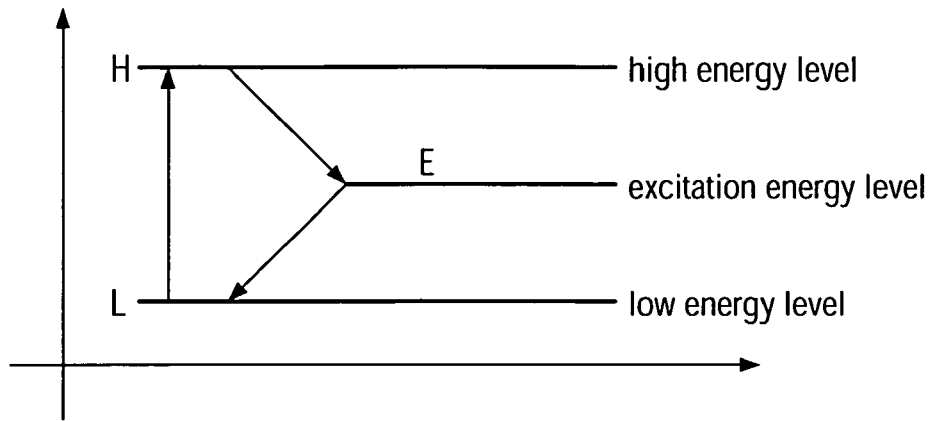 H high energy level
E
excitation energy level
L low energy level